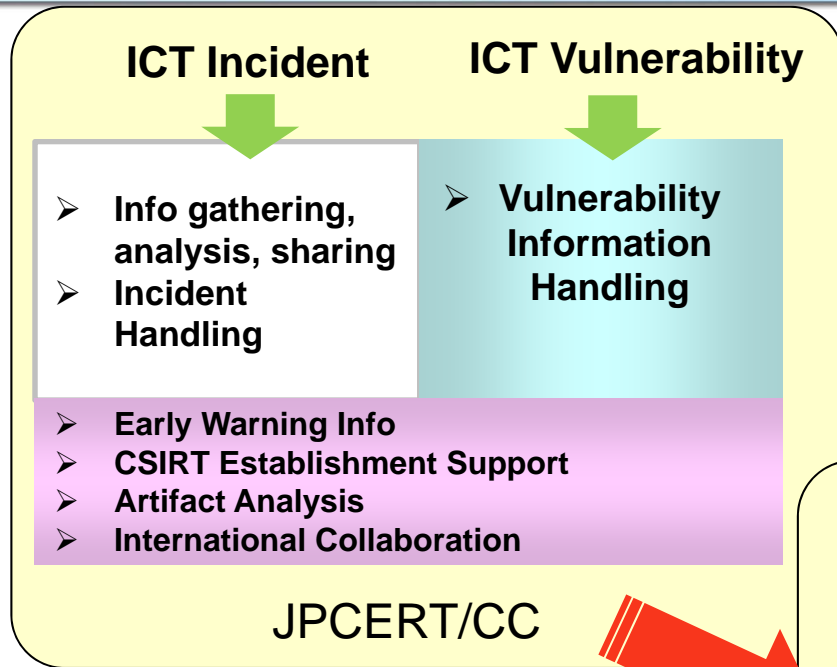 ICT Incident
ICT Vulnerability
➢ Info gathering,
analysis, sharing
➢ Incident
Handling
➢ Vulnerability
Information
Handling
➢ Early Warning Info
➢ CSIRT Establishment Support
➢ Artifact Analysis
➢ International Collaboration
JPCERT/CC